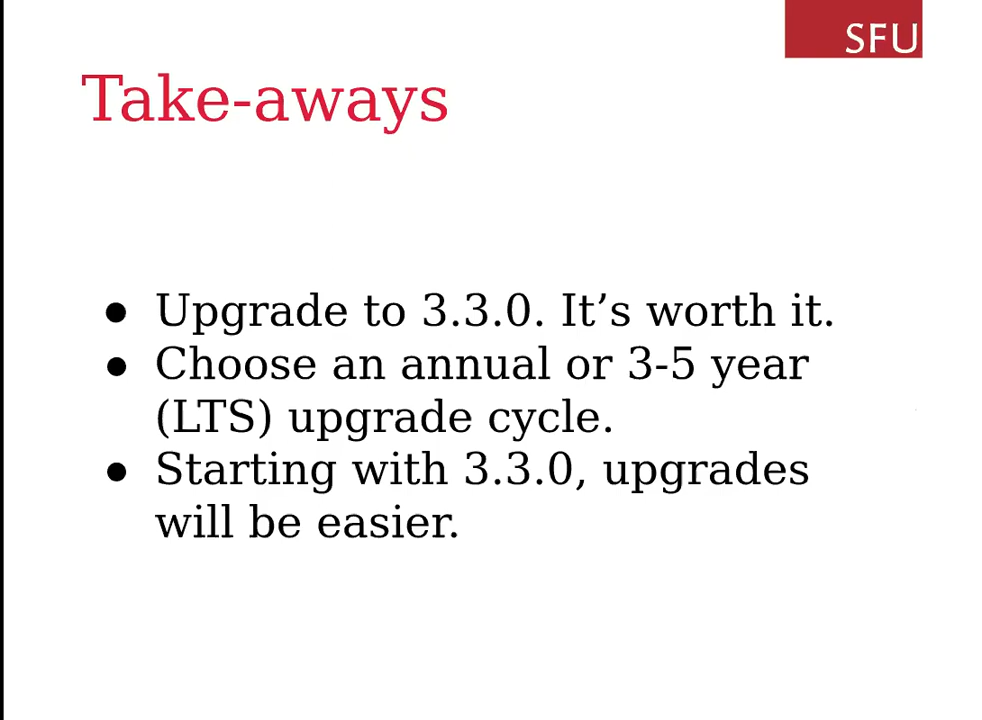 SFU
Take-aways
● Upgrade to 3.3.0. It’s worth it.
● Choose an annual or 3-5 year
(LTS) upgrade cycle.
● Starting with 3.3.0, upgrades
will be easier.